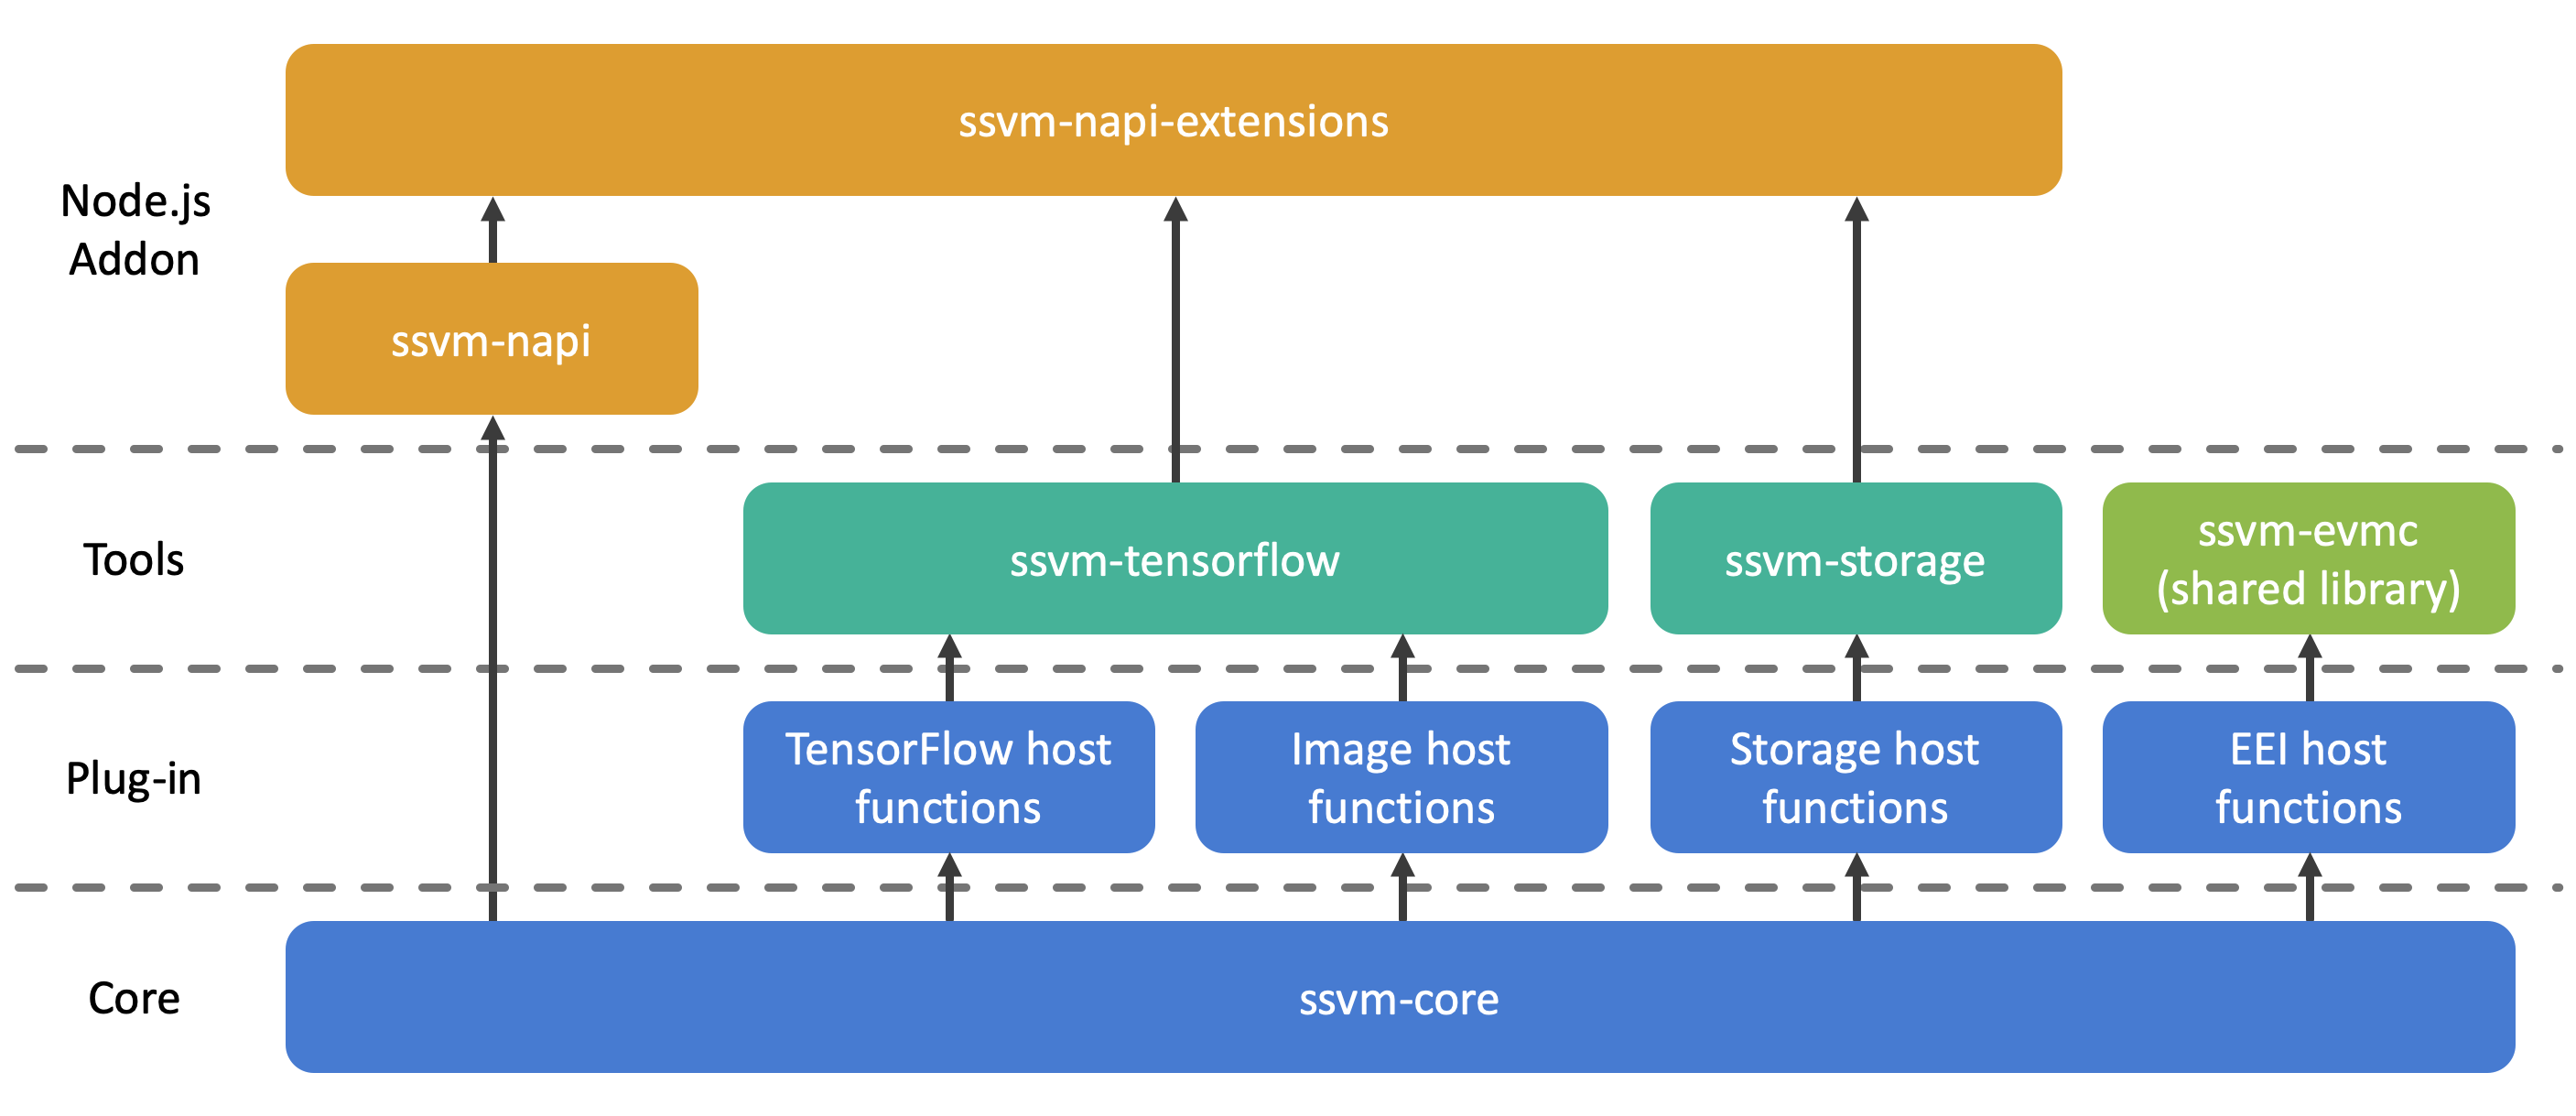 ssvm-napi-extensions
Node.js
Addon
ssvm-napi
Tools
ssvm-tensorflow
ssvm-storage
ssvm-evmc
(shared library)
Plug-in
TensorFlow host
functions
Image host
functions
Storage host
functions
EEI host
functions
Core
ssvm-core